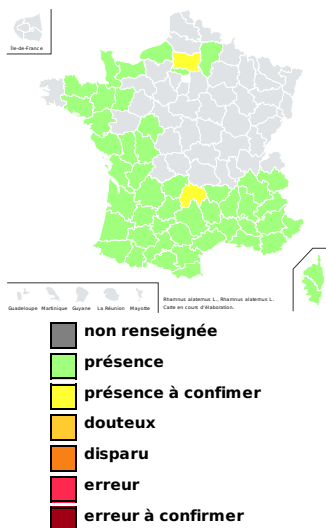 Île-de-France
Rhamnus alaternus L., Rhamnus alaternus L.
Carte en cours d'élaboration.
Guadeloupe Martinique Guyane La Réunion Mayotte
non renseignée
présence
présence à confimer
douteux
disparu
erreur
erreur à confirmer